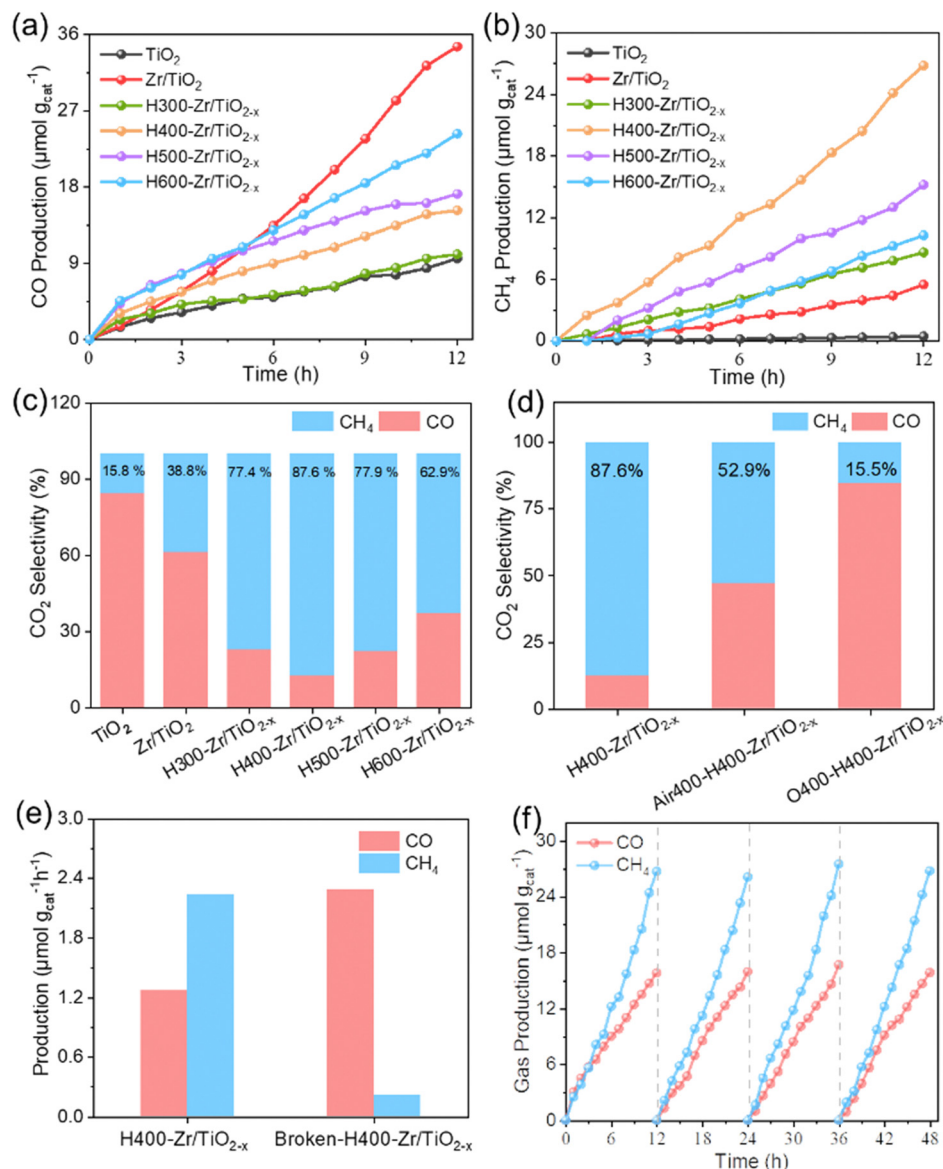 (a)
CO Production (μmol g_cat⁻¹)
36
27
18
9
0
TiO₂
Zr/TiO₂
H300-Zr/TiO₂₋ₓ
H400-Zr/TiO₂₋ₓ
H500-Zr/TiO₂₋ₓ
H600-Zr/TiO₂₋ₓ
0 3 6 9 12
Time (h)
(b)
CH₄ Production (μmol g_cat⁻¹)
30
24
18
12
6
0
TiO₂
Zr/TiO₂
H300-Zr/TiO₂₋ₓ
H400-Zr/TiO₂₋ₓ
H500-Zr/TiO₂₋ₓ
H600-Zr/TiO₂₋ₓ
0 3 6 9 12
Time (h)
(c)
CO₂ Selectivity (%)
120
90
60
30
0
CH₄ CO
15.8 % 38.8% 77.4 % 87.6 % 77.9 % 62.9%
TiO₂
Zr/TiO₂
H300-Zr/TiO₂₋ₓ
H400-Zr/TiO₂₋ₓ
H500-Zr/TiO₂₋ₓ
H600-Zr/TiO₂₋ₓ
(d)
CO₂ Selectivity (%)
100
75
50
25
0
CH₄ CO
87.6% 52.9% 15.5%
H400-Zr/TiO₂₋ₓ
Air400-H400-Zr/TiO₂₋ₓ
O400-H400-Zr/TiO₂₋ₓ
(e)
Production (μmol g_cat⁻¹h⁻¹)
3.0
2.4
1.8
1.2
0.6
0.0
CO
CH₄
H400-Zr/TiO₂₋ₓ Broken-H400-Zr/TiO₂₋ₓ
(f)
Gas Production (μmol g_cat⁻¹)
30
24
18
12
6
0
CO
CH₄
0 6 12 18 24 30 36 42 48
Time (h)